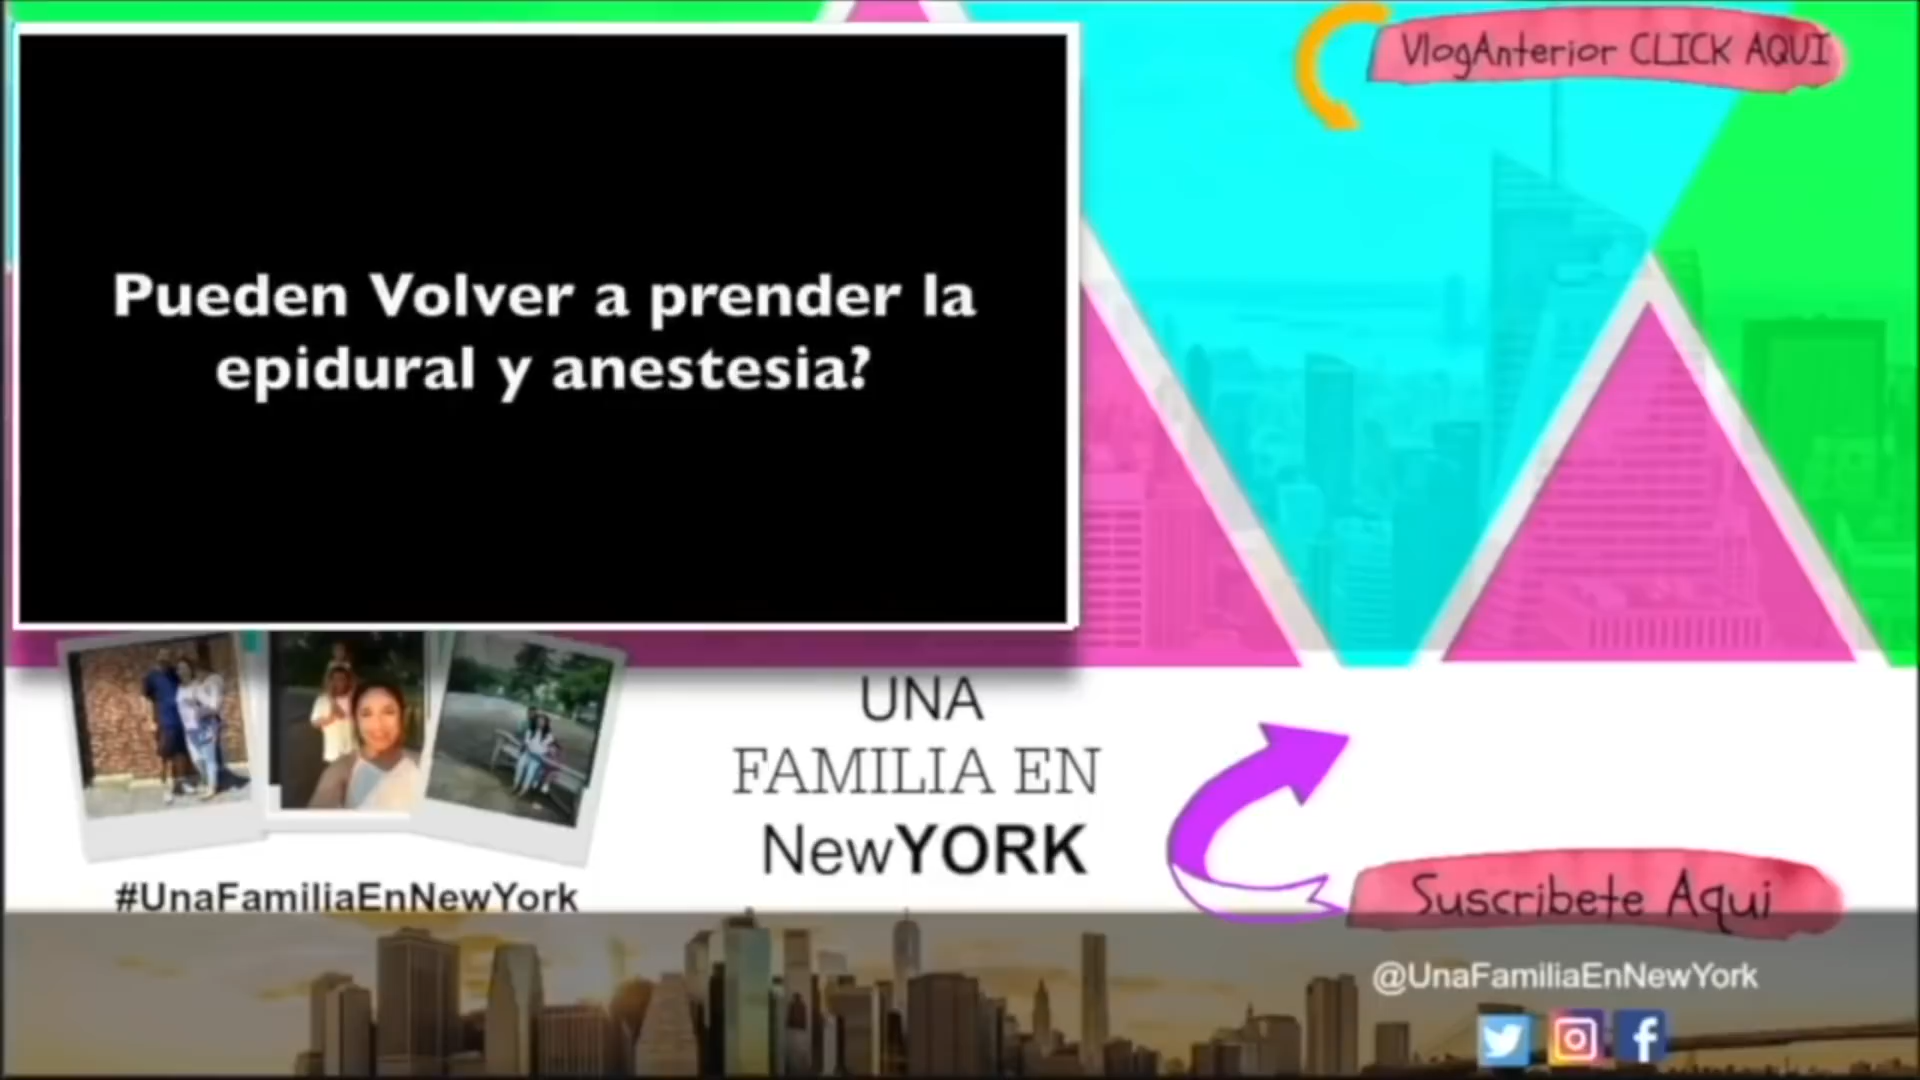 VlogAnterior CLICK AQUI
Pueden Volver a prender la
epidural y anestesia?
UNA
FAMILIA EN
NewYORK
#UnaFamiliaEnNewYork
Suscribete Aqui
@UnaFamiliaEnNewYork